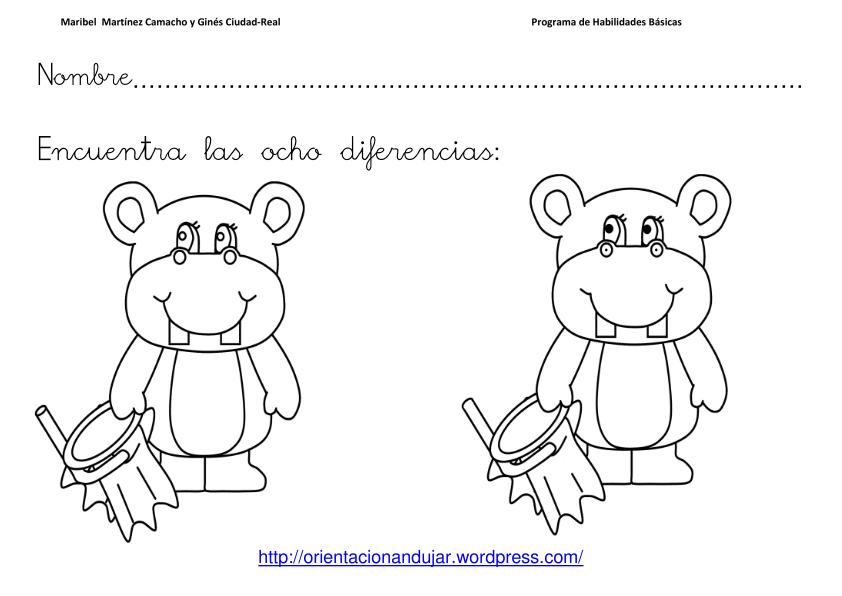 Maribel Martínez Camacho y Ginés Ciudad-Real
Programa de Habilidades Básicas
Nombre................................................................................
Encuentra las ocho diferencias:
http://orientacionandujar.wordpress.com/